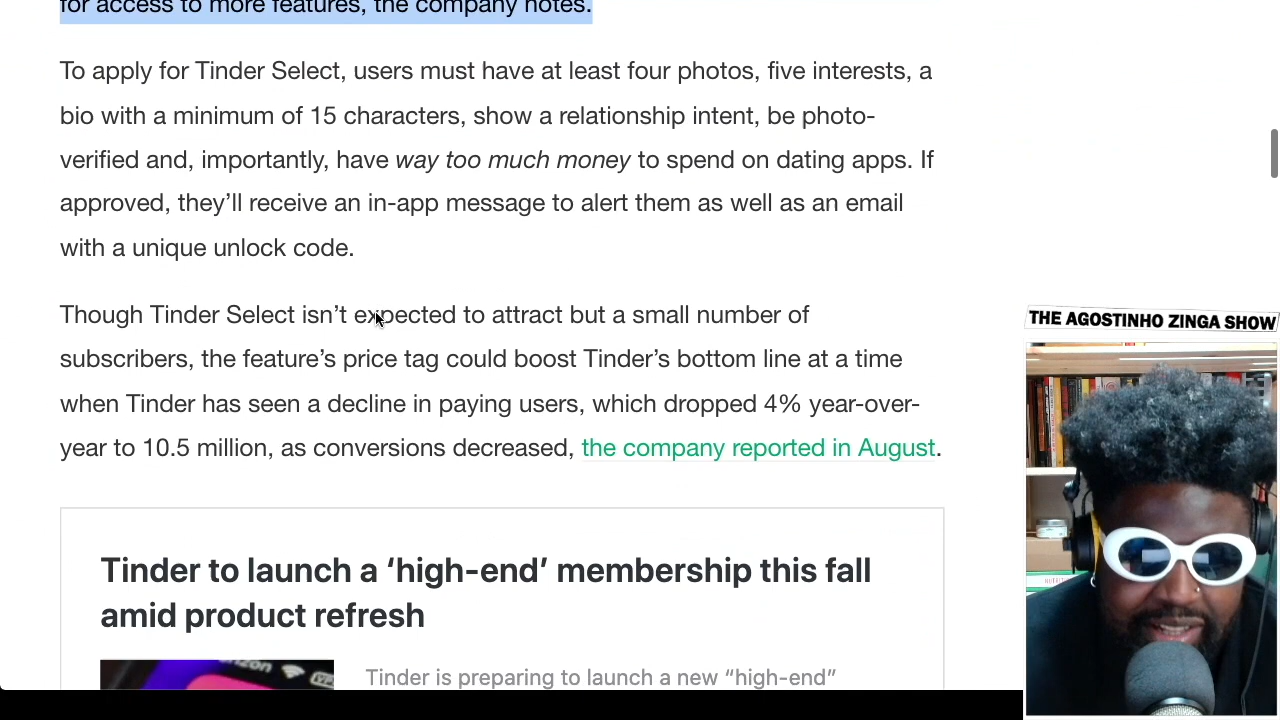 for access to more features, the company notes.
To apply for Tinder Select, users must have at least four photos, five interests, a
bio with a minimum of 15 characters, show a relationship intent, be photo-
verified and, importantly, have way too much money to spend on dating apps. If
approved, they’ll receive an in-app message to alert them as well as an email
with a unique unlock code.
Though Tinder Select isn’t expected to attract but a small number of
subscribers, the feature’s price tag could boost Tinder’s bottom line at a time
when Tinder has seen a decline in paying users, which dropped 4% year-over-
year to 10.5 million, as conversions decreased, the company reported in August.
THE AGOSTINHO ZINGA SHOW
Tinder to launch a ‘high-end’ membership this fall
amid product refresh
Tinder is preparing to launch a new “high-end”